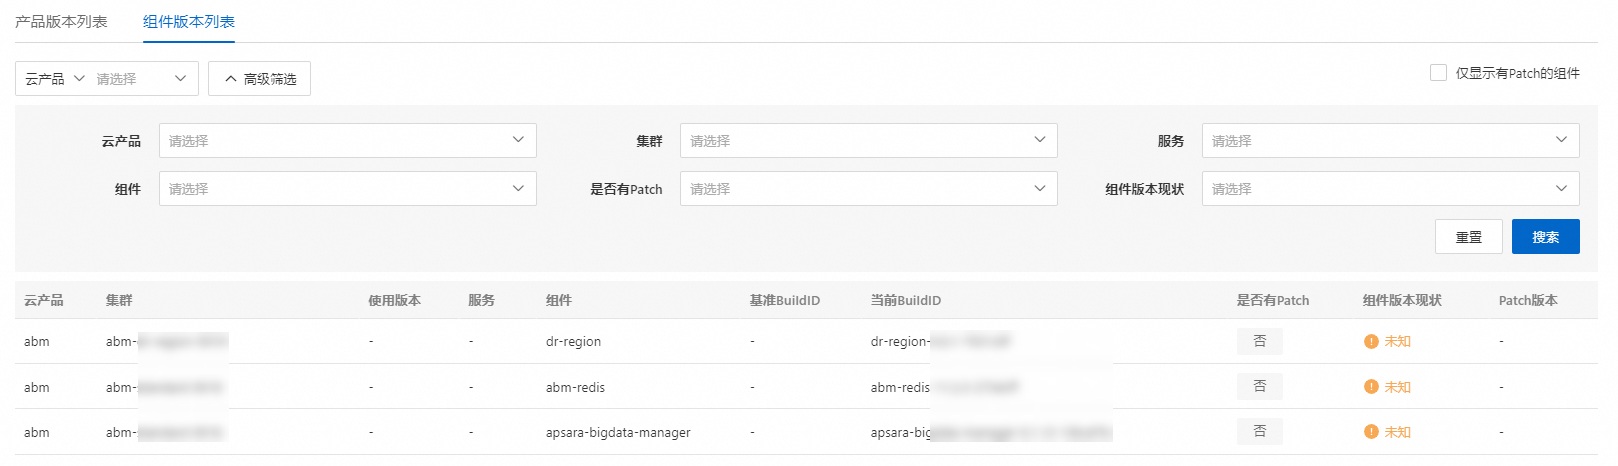 产品版本列表 组件版本列表
云产品 请选择 高级筛选 仅显示有Patch的组件
云产品 请选择 集群 请选择 服务 请选择
组件 请选择 是否有Patch 请选择 组件版本现状 请选择
重置 搜索
云产品 集群 使用版本 服务 组件 基准BuildID 当前BuildID 是否有Patch 组件版本现状 Patch版本
abm abm- - - dr-region - dr-region- 否 未知 -
abm abm- - - abm-redis - abm-redis 否 未知 -
abm abm- - - apsara-bigdata-manager - apsara-big 否 未知 -